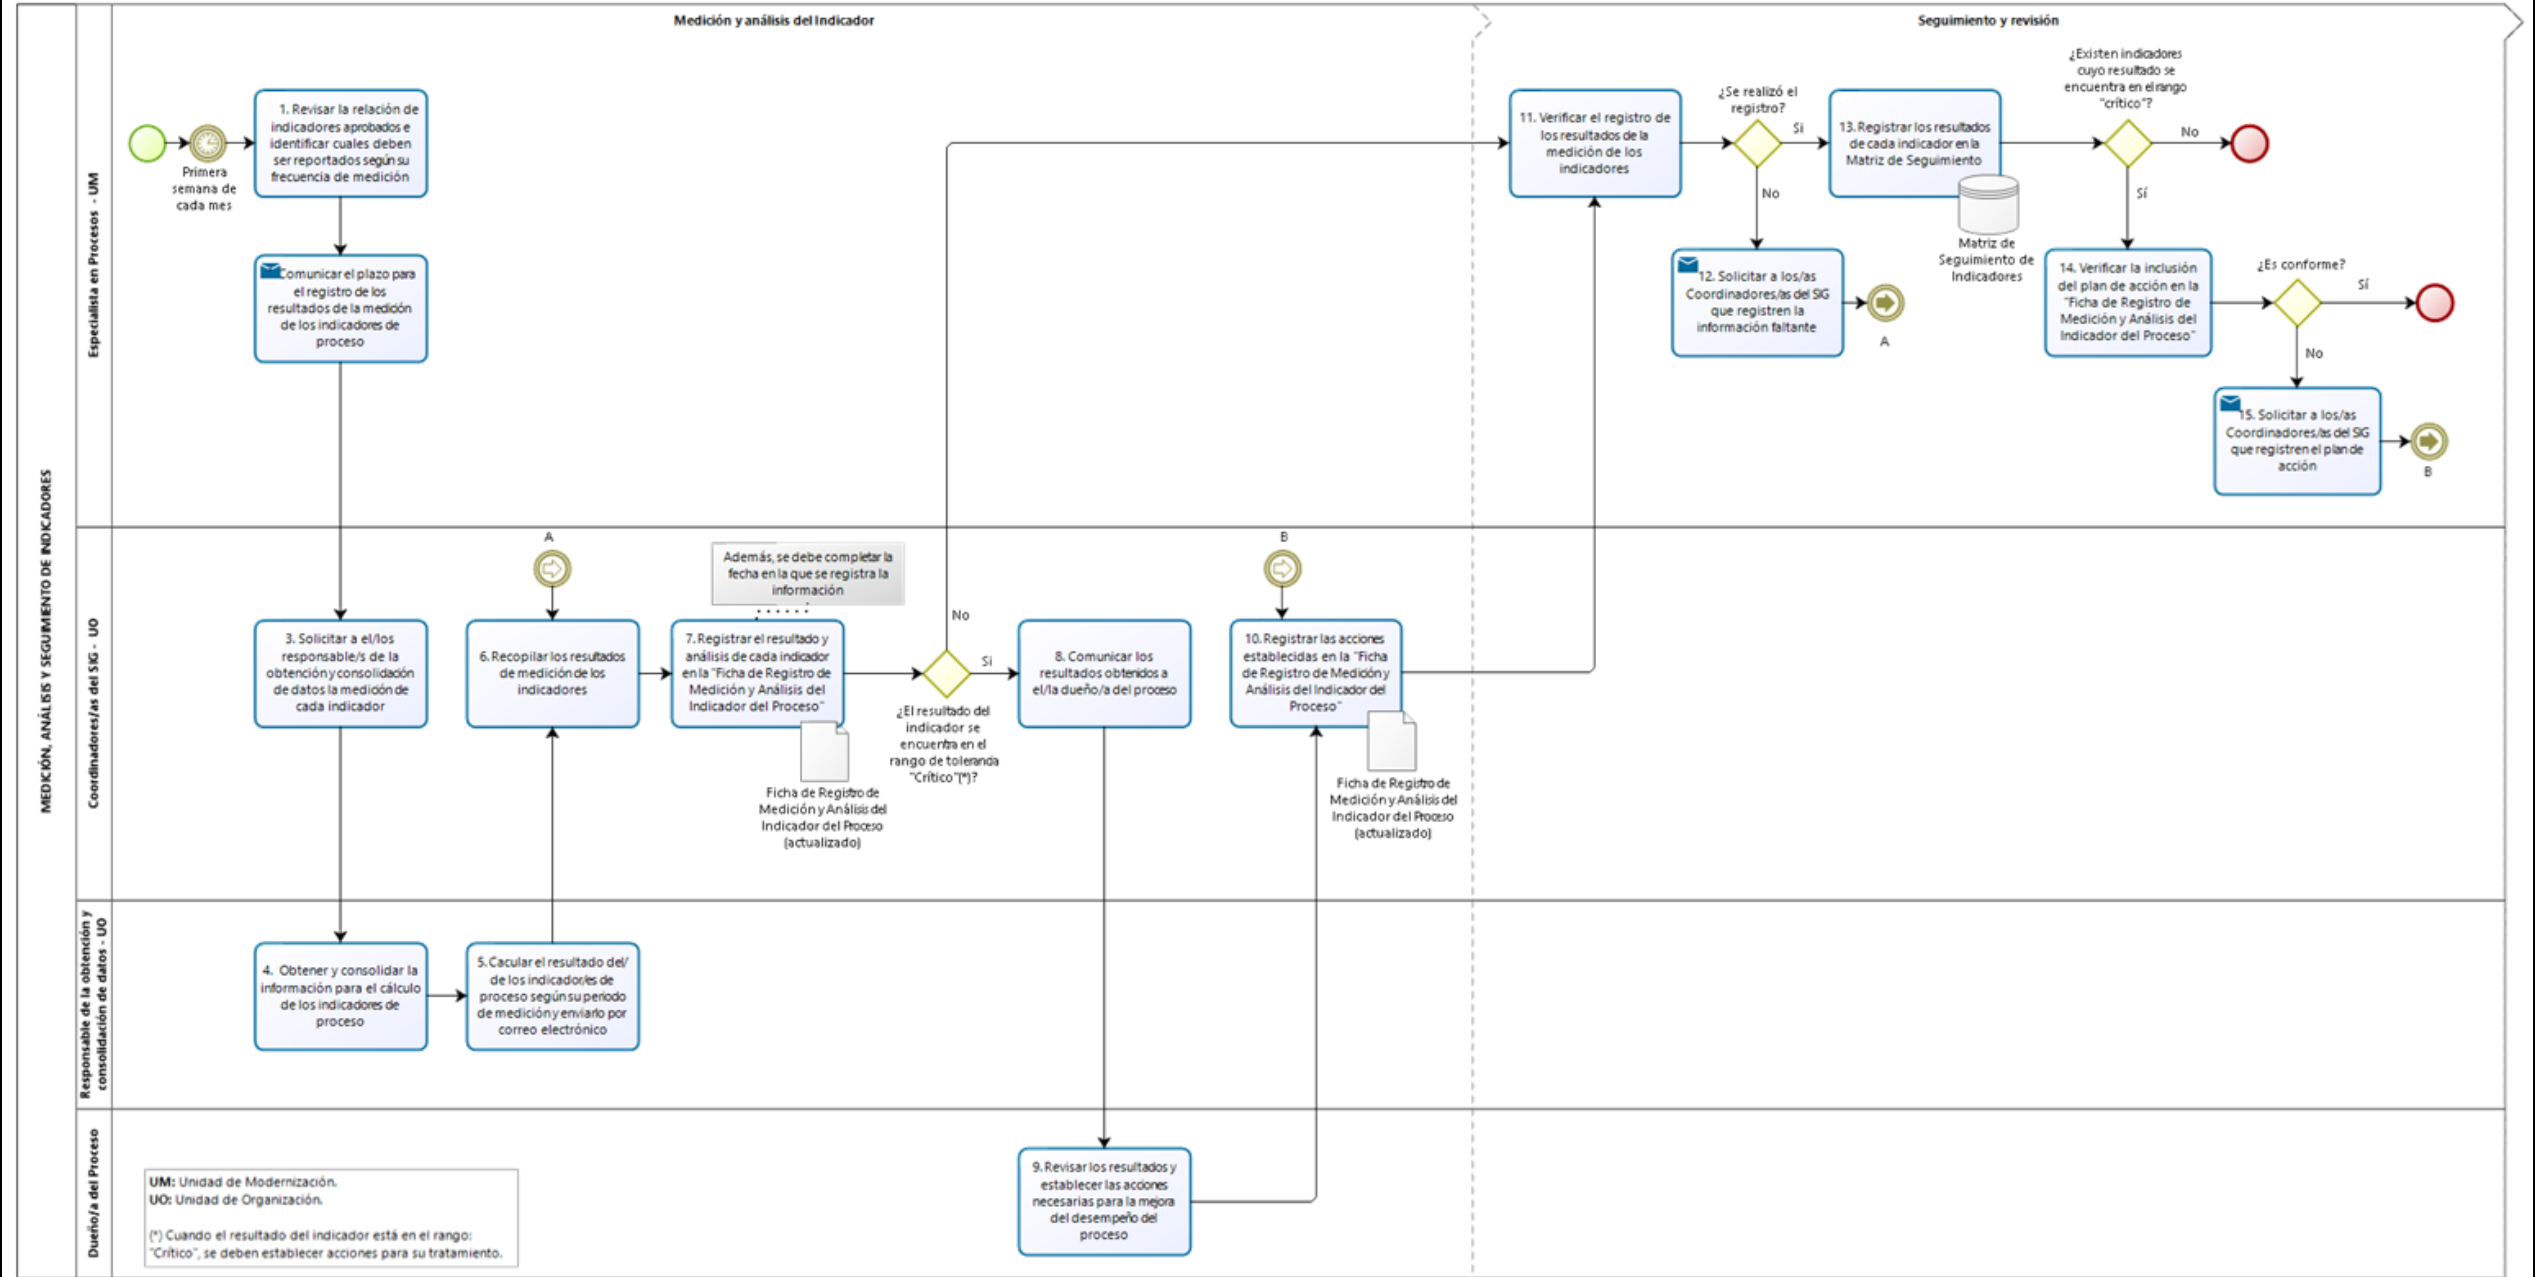 MEDICIÓN, ANÁLISIS Y SEGUIMIENTO DE INDICADORES
Medición y análisis del Indicador
Seguimiento y revisión
Especialista en Procesos - UM
Primera
semana de
cada mes
1. Revisar la relación de
indicadores aprobados e
identificar cuales deben
ser reportados según su
frecuencia de medición
Comunicar el plazo para
el registro de los
resultados de la medición
de los indicadores de
proceso
11. Verificar el registro de
los resultados de la
medición de los
indicadores
¿Se realizó el
registro?
Si
No
12. Solicitar a los/as
Coordinadores/as del SIG
que registren la
información faltante
A
13. Registrar los resultados
de cada indicador en la
Matriz de Seguimiento
Matriz de
Seguimiento de
Indicadores
¿Existen indicadores
cuyo resultado se
encuentra en el rango
"crítico"?
No
Sí
14. Verificar la inclusión
del plan de acción en la
"Ficha de Registro de
Medición y Análisis del
Indicador del Proceso"
¿Es conforme?
Sí
No
15. Solicitar a los/as
Coordinadores/as del SIG
que registren el plan de
acción
B
Coordinadores/as del SIG - UO
3. Solicitar a el/los
responsable/s de la
obtención y consolidación
de datos la medición de
cada indicador
A
6. Recopilar los resultados
de medición de los
indicadores
Además, se debe completar la
fecha en la que se registra la
información
7. Registrar el resultado y
análisis de cada indicador
en la "Ficha de Registro de
Medición y Análisis del
Indicador del Proceso"
Ficha de Registro de
Medición y Análisis del
Indicador del Proceso
(actualizado)
No
Si
¿El resultado del
indicador se
encuentra en el
rango de tolerancia
"Crítico"(*)?
8. Comunicar los
resultados obtenidos a
el/la dueño/a del proceso
B
10. Registrar las acciones
establecidas en la "Ficha
de Registro de Medición y
Análisis del Indicador del
Proceso"
Ficha de Registro de
Medición y Análisis del
Indicador del Proceso
(actualizado)
Responsable de la obtención y
consolidación de datos - UO
4. Obtener y consolidar la
información para el cálculo
de los indicadores de
proceso
5. Cacular el resultado del/
de los indicador/es de
proceso según su periodo
de medición y enviarlo por
correo electrónico
Dueño/a del Proceso
9. Revisar los resultados y
establecer las acciones
necesarias para la mejora
del desempeño del
proceso
UM: Unidad de Modernización.
UO: Unidad de Organización.
(*) Cuando el resultado del indicador está en el rango:
"Crítico", se deben establecer acciones para su tratamiento.